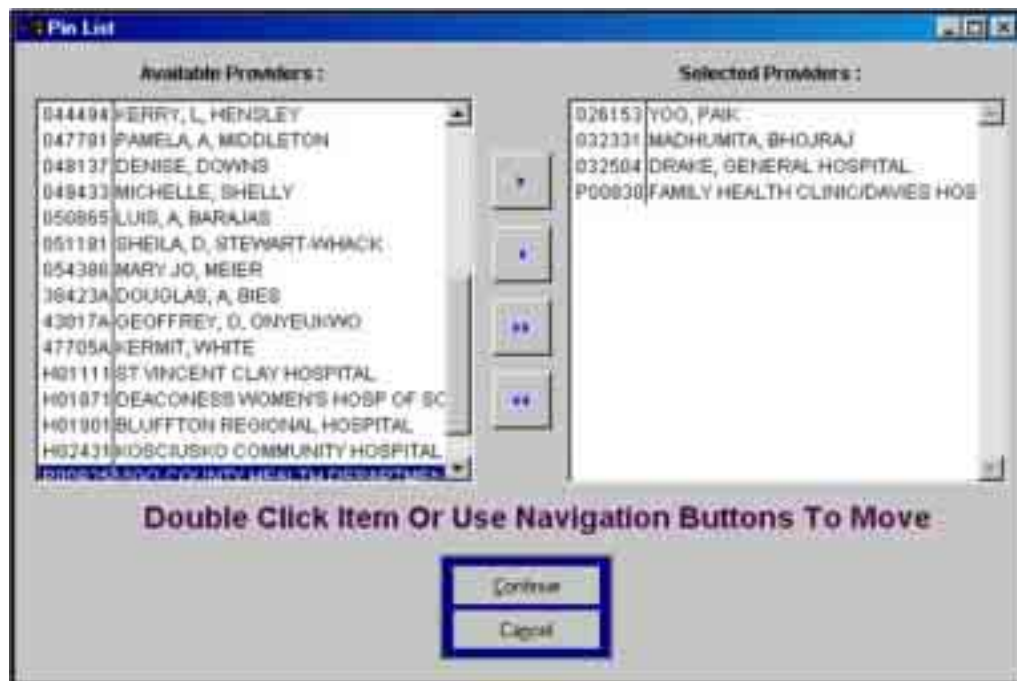 Pin List
Available Providers :
044494 KERRY, L, HENSLEY
047791 PAMELA, A, MIDDLETON
048137 DENISE, DOWNS
049433 MICHELLE, SHELLY
050865 LUIS, A, BARAJAS
051191 SHEILA, D, STEWART-WHACK
054386 MARY JO, MEIER
38423A DOUGLAS, A, BIES
43017A GEOFFREY, O, ONYEUKWO
47705A KERMIT, WHITE
H01111 ST VINCENT CLAY HOSPITAL
H01871 DEACONESS WOMEN'S HOSP OF SC
H01901 BLUFFTON REGIONAL HOSPITAL
H02431 KOSCIUSKO COMMUNITY HOSPITAL
COUNTY HEALTH
Selected Providers :
026153 YOO, PAIK
032331 MADHUMITA, BHOJRAJ
032504 DRAKE, GENERAL HOSPITAL
P00830 FAMILY HEALTH CLINIC/DAVIES HOS
Double Click Item Or Use Navigation Buttons To Move
Continue
Cancel